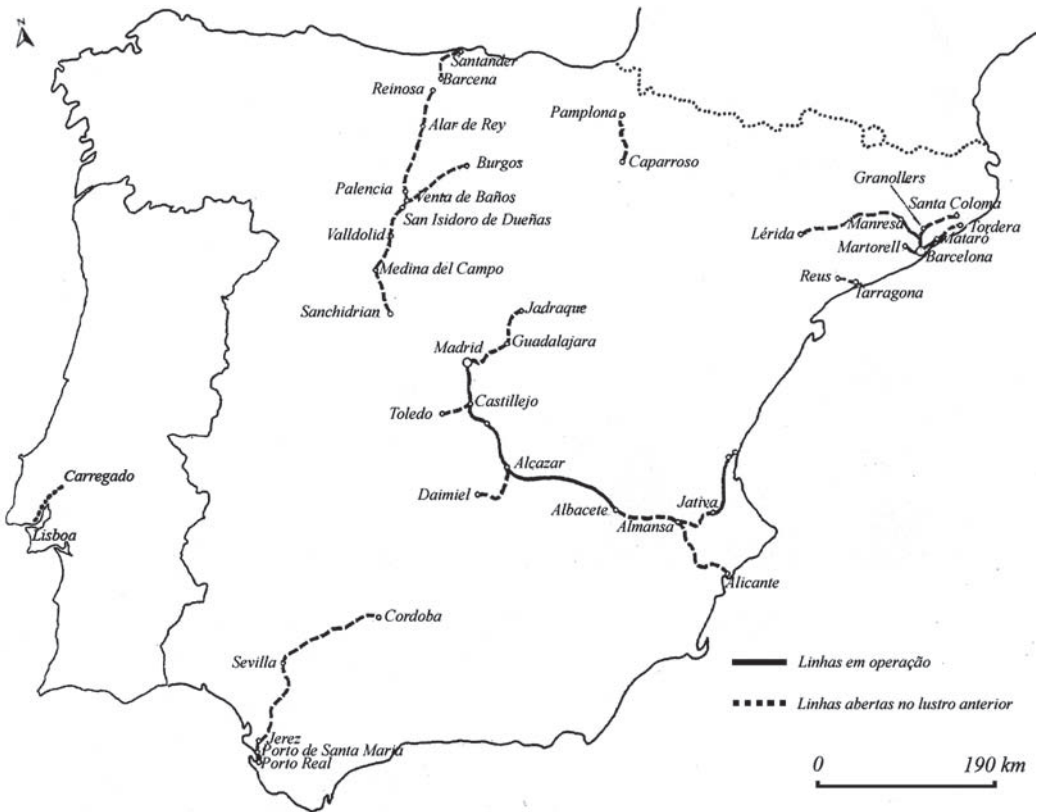 N
Santander
Barcena
Reinosa
Pamplona
Alar de Rey
Burgos
Caparroso
Granollers
Palencia
Venta de Baños
Santa Coloma
San Isidoro de Dueñas
Manresa
Tordera
Lérida
Valldolid
Mataró
Martorell
Barcelona
Medina del Campo
Reus
Tarragona
Sanchidrian
Jadraque
Madrid
Guadalajara
Toledo
Castillejo
Alçazar
Carregado
Daimiel
Jativa
Albacete
Almansa
Lisboa
Alicante
Cordoba
Sevilla
Linhas em operação
Linhas abertas no lustro anterior
Jerez
Porto de Santa Maria
Porto Real
0 190 km